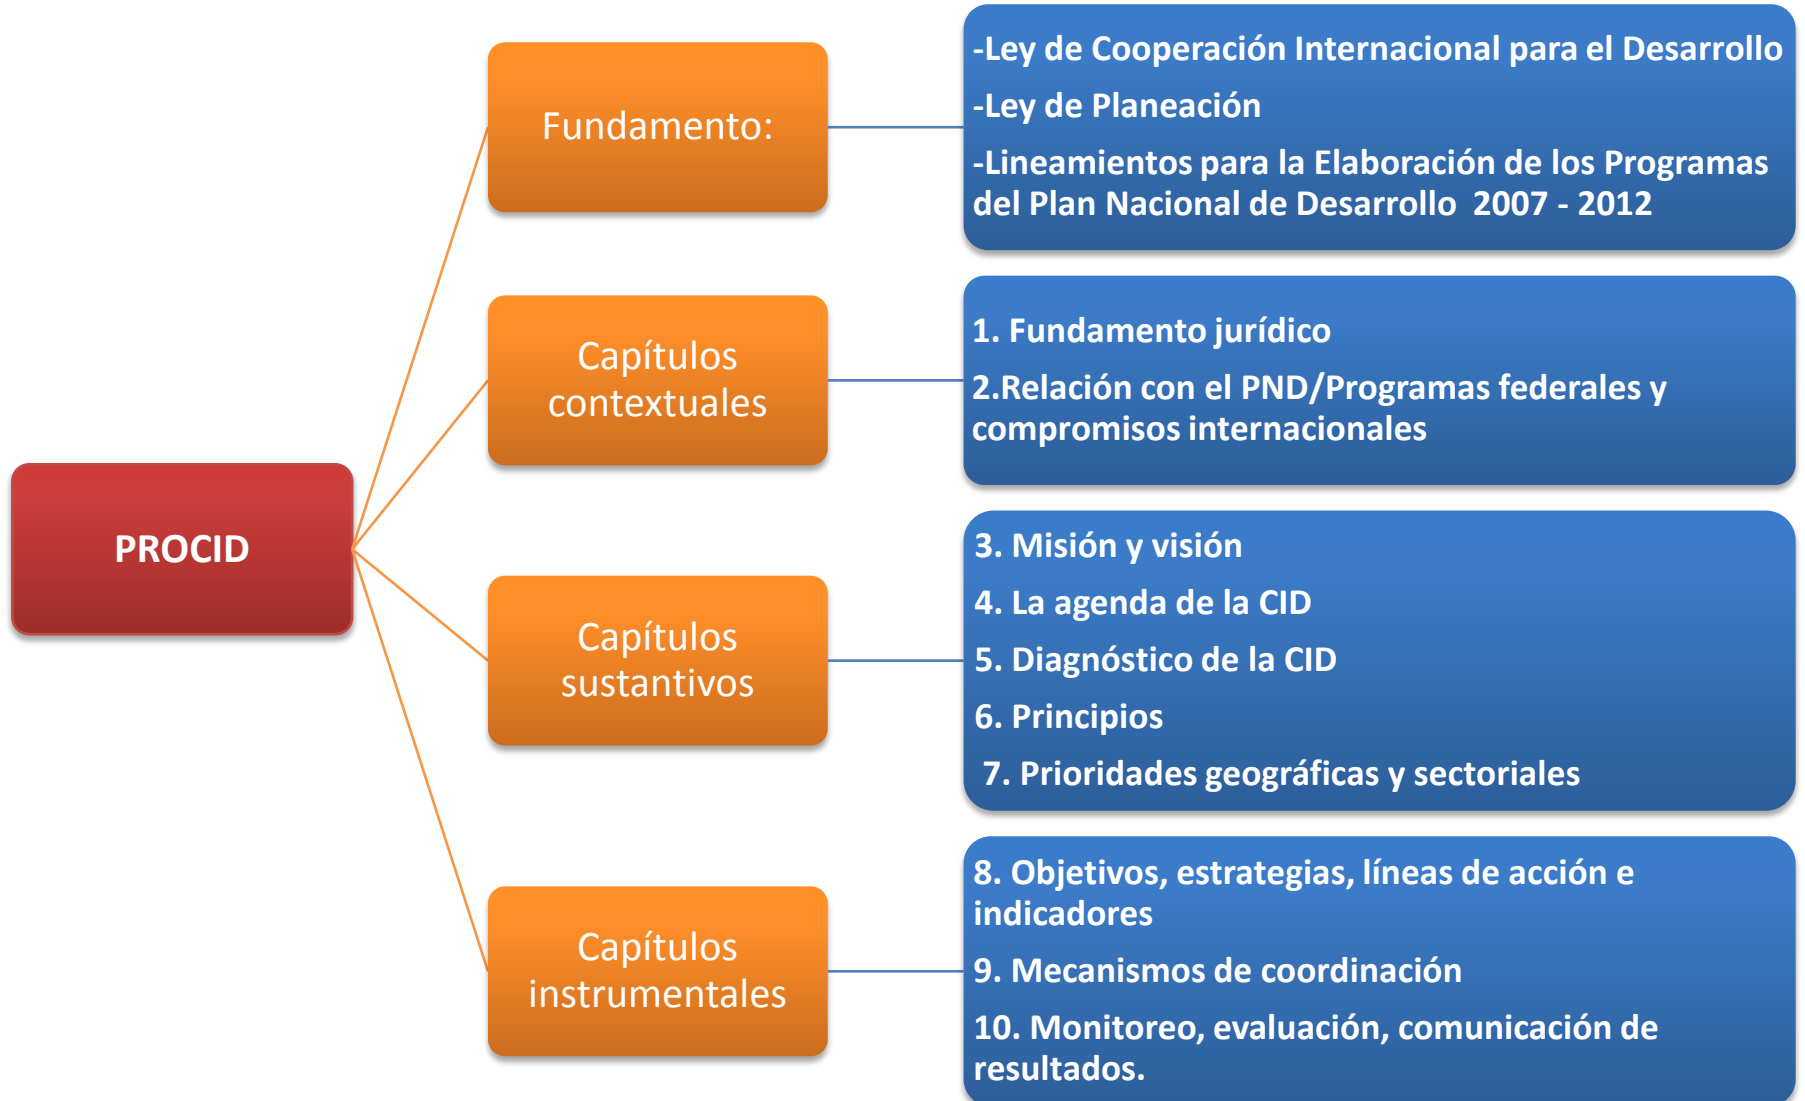 PROCID
Fundamento:
-Ley de Cooperación Internacional para el Desarrollo
-Ley de Planeación
-Lineamientos para la Elaboración de los Programas
del Plan Nacional de Desarrollo 2007 - 2012
Capítulos
contextuales
1. Fundamento jurídico
2.Relación con el PND/Programas federales y
compromisos internacionales
Capítulos
sustantivos
3. Misión y visión
4. La agenda de la CID
5. Diagnóstico de la CID
6. Principios
7. Prioridades geográficas y sectoriales
Capítulos
instrumentales
8. Objetivos, estrategias, líneas de acción e
indicadores
9. Mecanismos de coordinación
10. Monitoreo, evaluación, comunicación de
resultados.